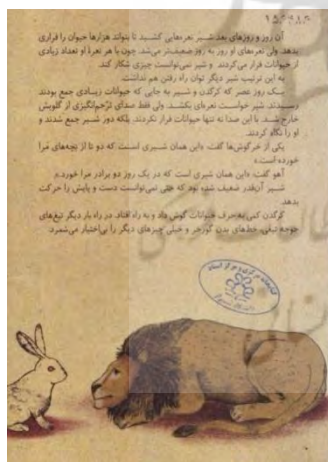 آن روز و روزهای بعد شیر نعره‌هایی کشید تا بتواند هزارها حیوان را فراری
بدهد. ولی نعره‌های او روز به روز ضعیف‌تر می‌شد. چون با هر نعرهٔ او تعداد زیادی
از حیوانات فرار می‌کردند و شیر نمی‌توانست چیزی شکار کند.
به این ترتیب شیر دیگر توان راه رفتن هم نداشت.
یک روز عصر که کرگدن و شیر به جایی که حیوانات زیادی جمع بودند
رسیدند. شیر خواست نعره‌ای بکشد. ولی فقط صدای ترحم‌انگیزی از گلویش
خارج شد. با این صدا نه تنها حیوانات فرار نکردند، بلکه دور شیر جمع شدند و
او را نگاه کردند.
یکی از خرگوش‌ها گفت: «این همان شیری است که دو تا از بچه‌های مرا
خورده است.»
آهو گفت: «این همان شیری است که در یک روز دو برادر مرا خورد.»
شیر آن‌قدر ضعیف شده بود که حتی نمی‌توانست دست و پایش را حرکت
بدهد.
کرگدن کمی به حرف حیوانات گوش داد و به راه افتاد. در راه بار دیگر تیغ‌های
جوجه تیغی، خط‌های بدن گورخر و خیلی چیزهای دیگر را بی‌اختیار می‌شمرد.